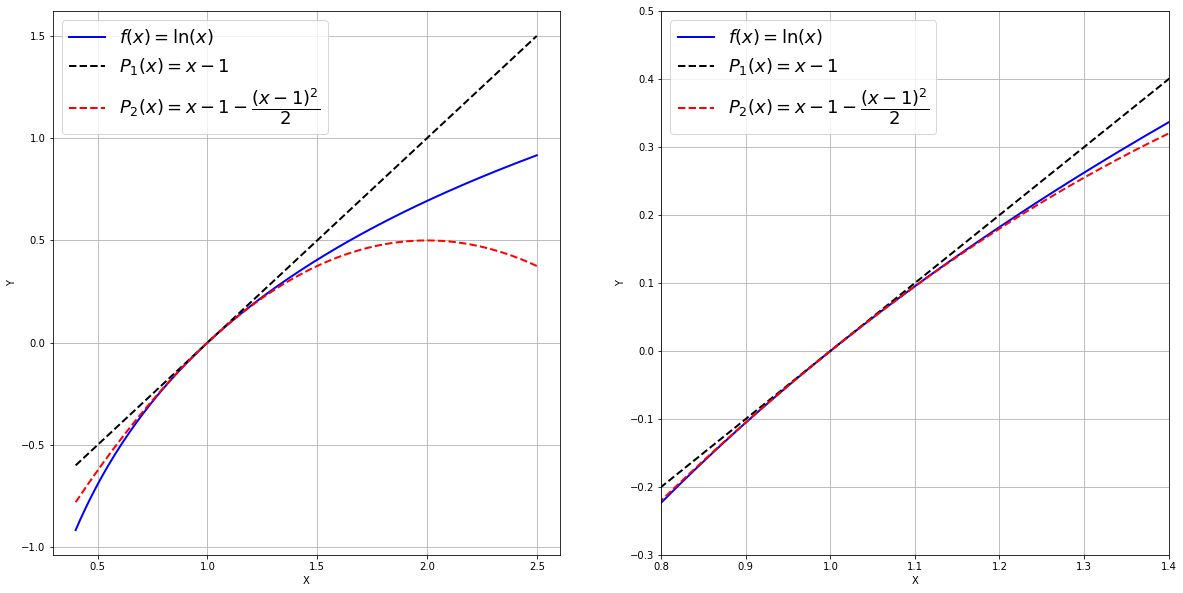 f(x) = ln(x)
P₁(x) = x − 1
P₂(x) = x − 1 − (x − 1)²/2
1.5
1.0
0.5
0.0
−0.5
−1.0
Y
0.5 1.0 1.5 2.0 2.5
X
f(x) = ln(x)
P₁(x) = x − 1
P₂(x) = x − 1 − (x − 1)²/2
0.5
0.4
0.3
0.2
0.1
0.0
−0.1
−0.2
−0.3
Y
0.8 0.9 1.0 1.1 1.2 1.3 1.4
X